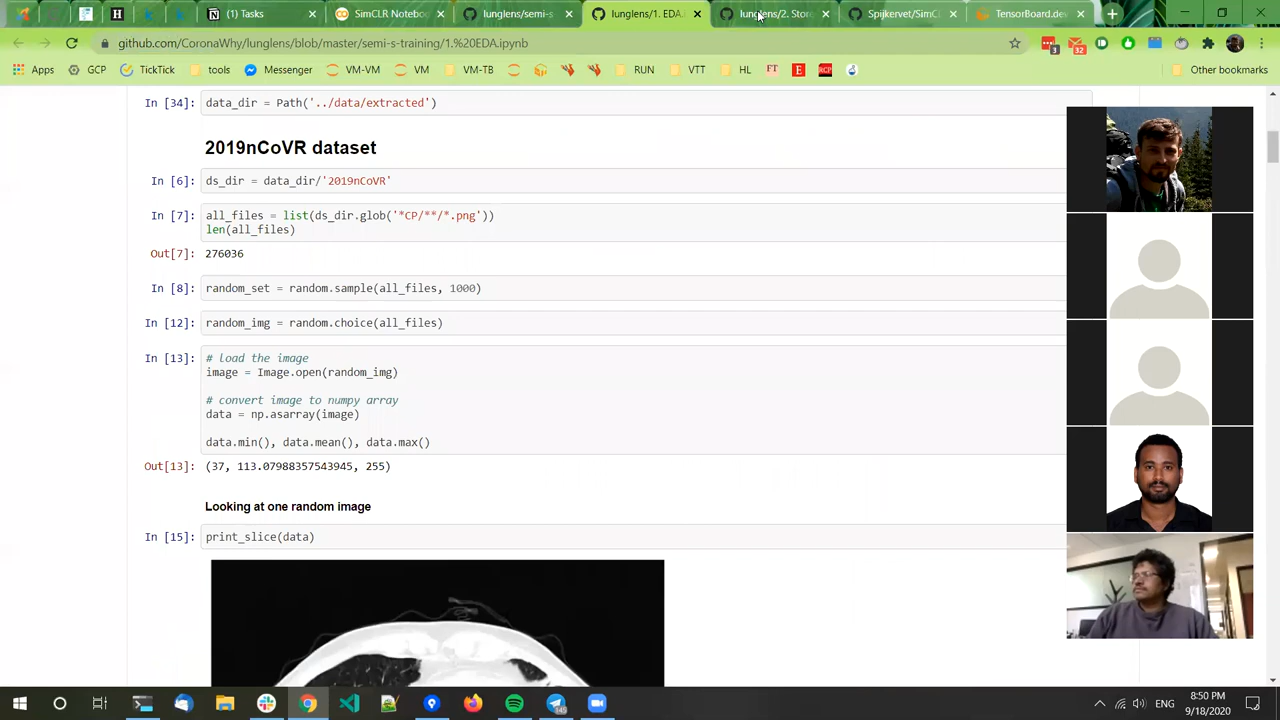 (1) Tasks
SimCLR Notebo
lunglens/semi-s
lunglens/1. EDA.i
lunglens/2. Store
Spijkervet/SimCL
TensorBoard.dev
github.com/CoronaWhy/lunglens/blob/master/semi-s-training/1.%20EDA.ipynb
3
32
Apps
GCP
TickTick
tools
Messenger
VM-VM
VM
VM-TB
RUN
VTT
HL
FT
E
RCP
Other bookmarks
In [34]: data_dir = Path('../data/extracted')
2019nCoVR dataset
In [6]: ds_dir = data_dir/'2019nCoVR'
In [7]: all_files = list(ds_dir.glob('*CP/**/*.png'))
len(all_files)
Out[7]: 276036
In [8]: random_set = random.sample(all_files, 1000)
In [12]: random_img = random.choice(all_files)
In [13]: # load the image
image = Image.open(random_img)
# convert image to numpy array
data = np.asarray(image)
data.min(), data.mean(), data.max()
Out[13]: (37, 113.07988357543945, 255)
Looking at one random image
In [15]: print_slice(data)
ENG
8:50 PM
9/18/2020